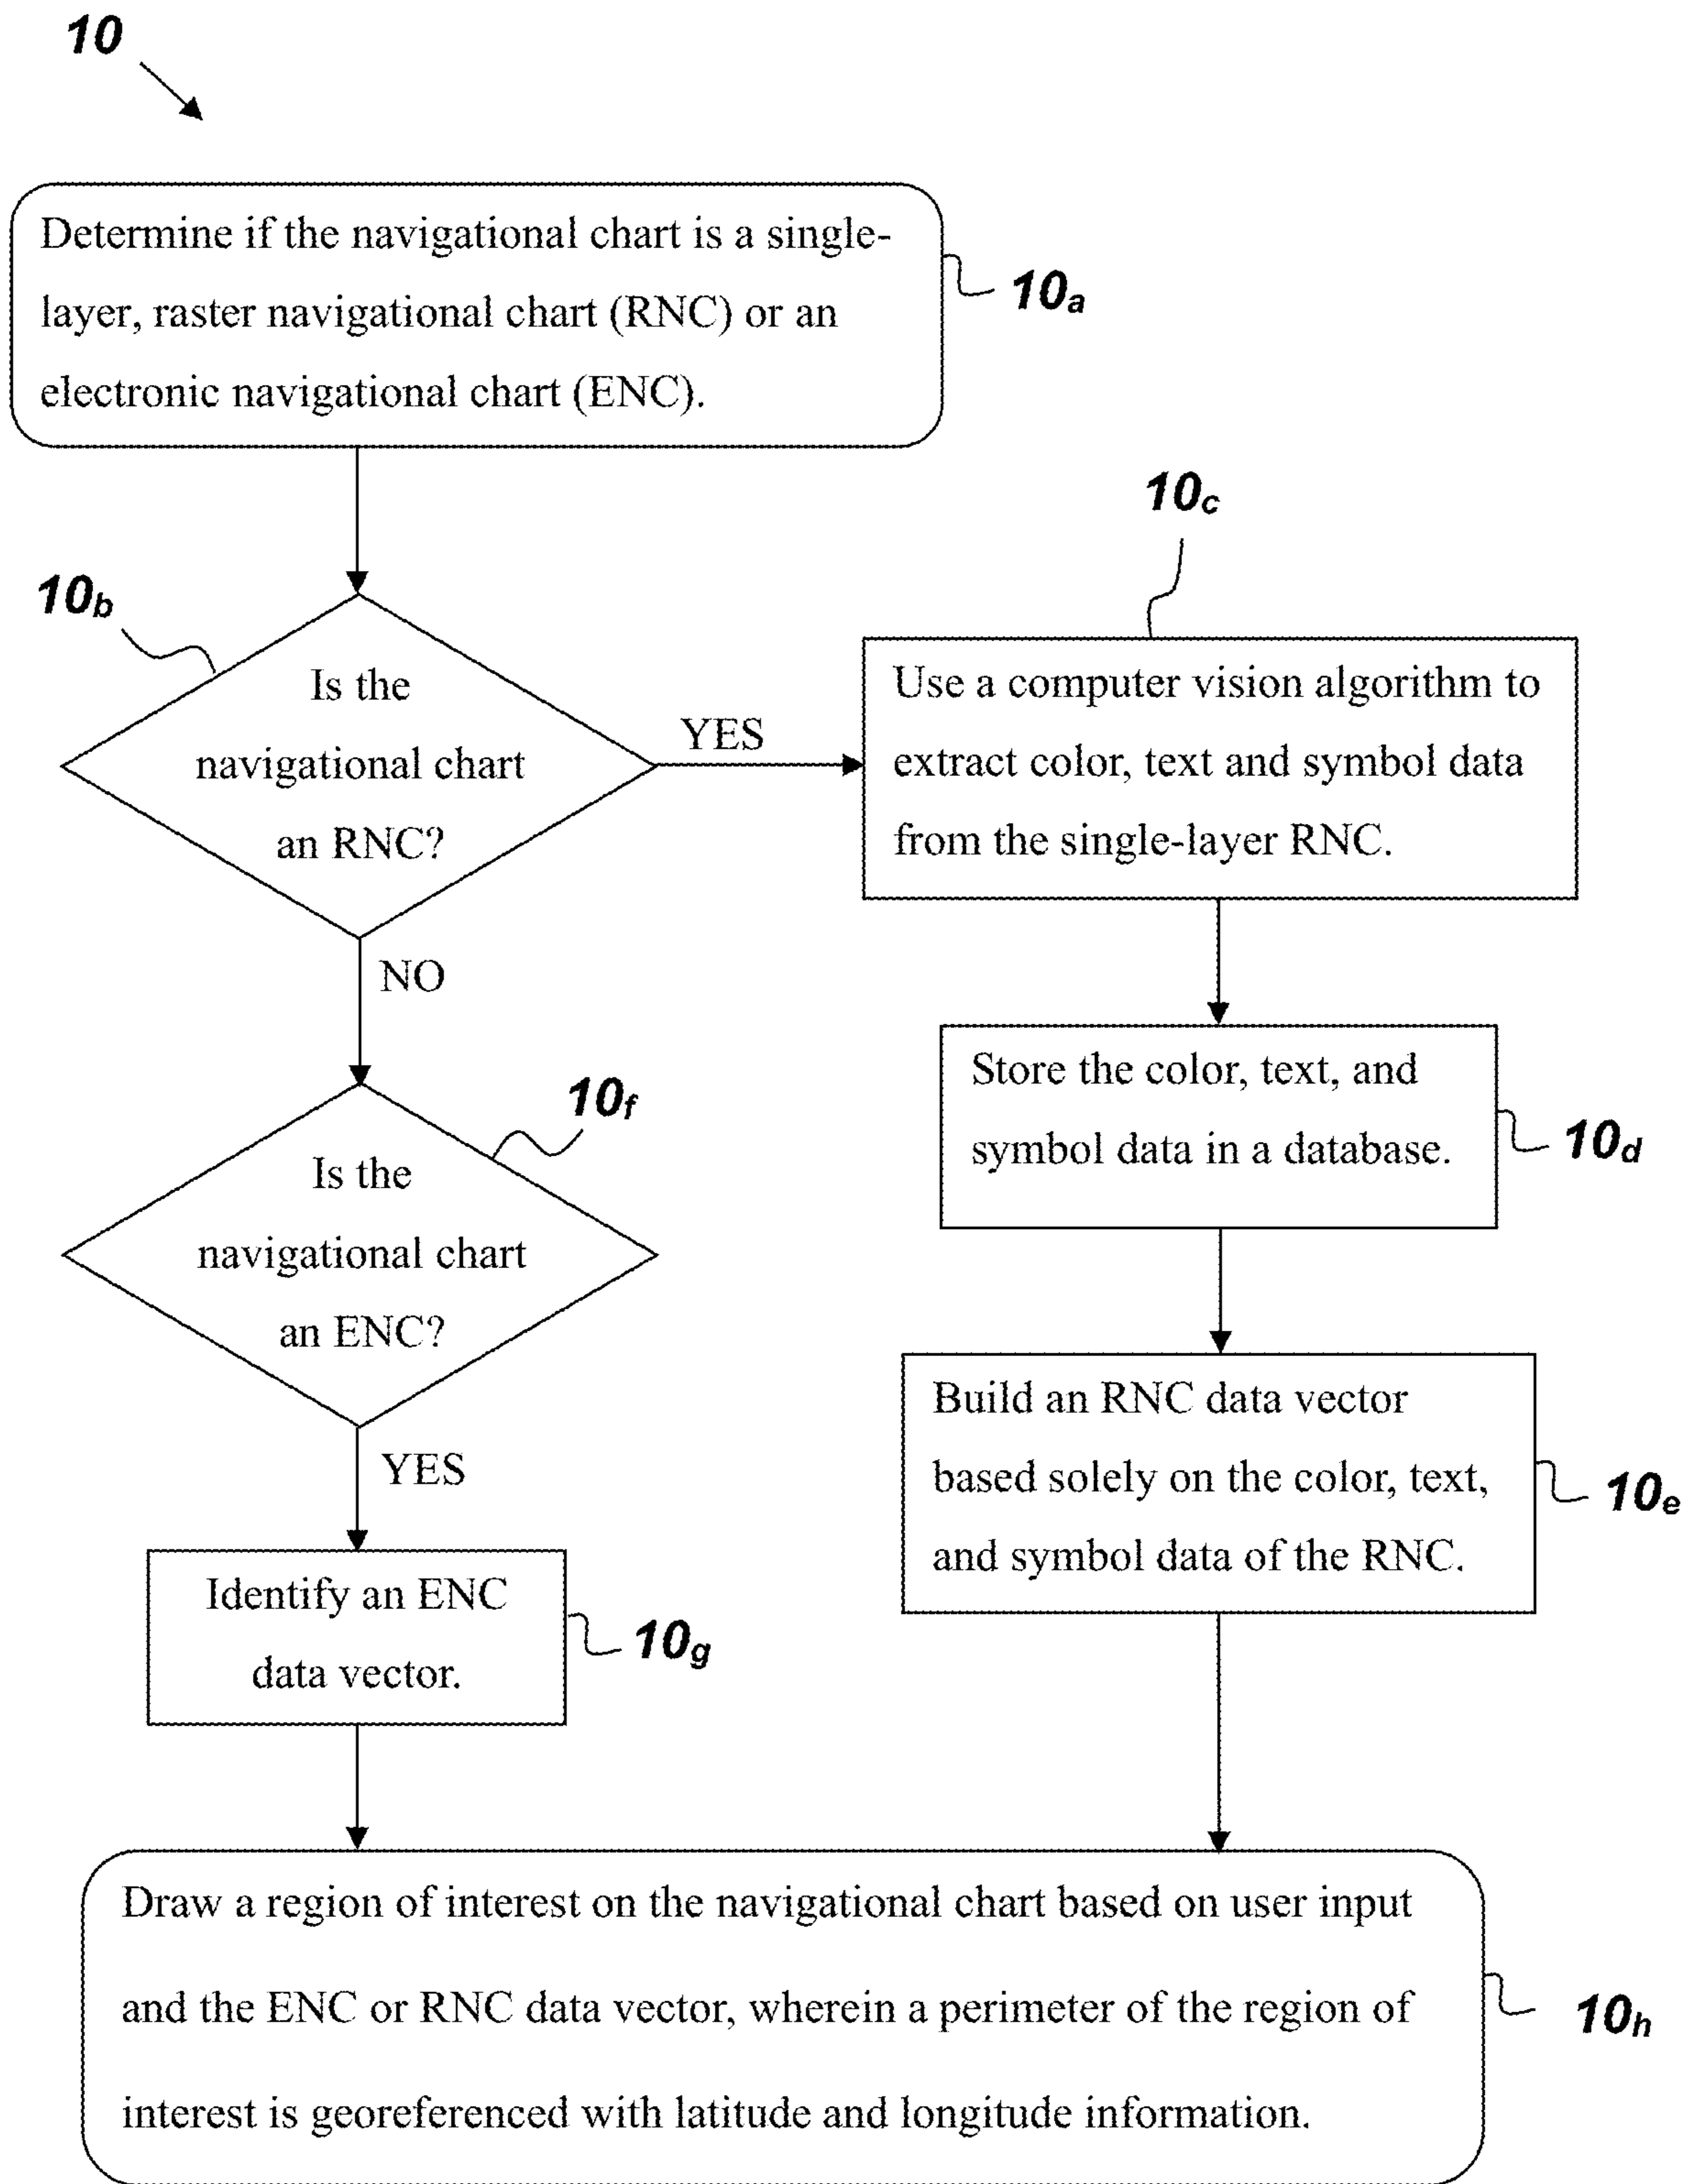 10
Determine if the navigational chart is a single-
layer, raster navigational chart (RNC) or an
electronic navigational chart (ENC).
10a
10b
Is the
navigational chart
an RNC?
YES
NO
10c
Use a computer vision algorithm to
extract color, text and symbol data
from the single-layer RNC.
Store the color, text, and
symbol data in a database.
10d
Build an RNC data vector
based solely on the color, text,
and symbol data of the RNC.
10e
10f
Is the
navigational chart
an ENC?
YES
Identify an ENC
data vector.
10g
Draw a region of interest on the navigational chart based on user input
and the ENC or RNC data vector, wherein a perimeter of the region of
interest is georeferenced with latitude and longitude information.
10h